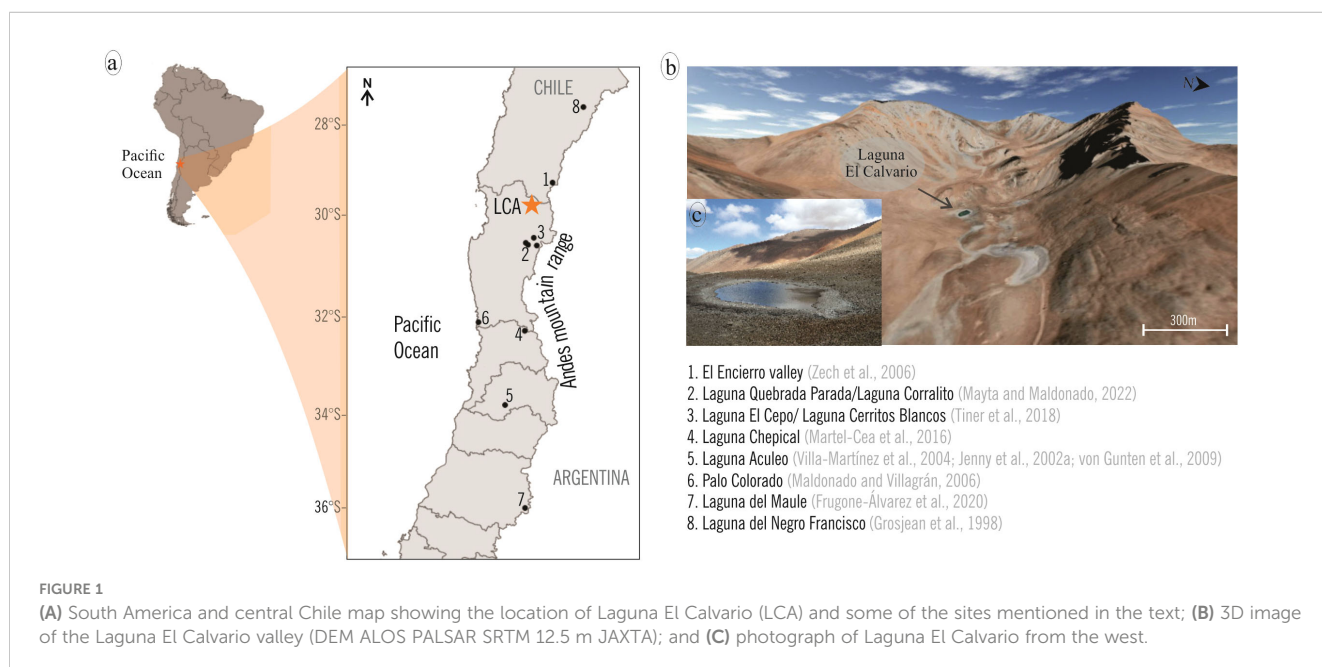 a
Pacific
Ocean
N
28°S
30°S
32°S
34°S
36°S
CHILE
8
1
LCA
3
2
6
4
5
7
Pacific
Ocean
Andes mountain range
ARGENTINA
b
N
Laguna
El Calvario
c
300m
1. El Encierro valley (Zech et al., 2006)
2. Laguna Quebrada Parada/Laguna Corralito (Mayta and Maldonado, 2022)
3. Laguna El Cepo/ Laguna Cerritos Blancos (Tiner et al., 2018)
4. Laguna Chepical (Martel-Cea et al., 2016)
5. Laguna Aculeo (Villa-Martínez et al., 2004; Jenny et al., 2002a; von Gunten et al., 2009)
6. Palo Colorado (Maldonado and Villagrán, 2006)
7. Laguna del Maule (Frugone-Álvarez et al., 2020)
8. Laguna del Negro Francisco (Grosjean et al., 1998)
FIGURE 1
(A) South America and central Chile map showing the location of Laguna El Calvario (LCA) and some of the sites mentioned in the text; (B) 3D image
of the Laguna El Calvario valley (DEM ALOS PALSAR SRTM 12.5 m JAXTA); and (C) photograph of Laguna El Calvario from the west.